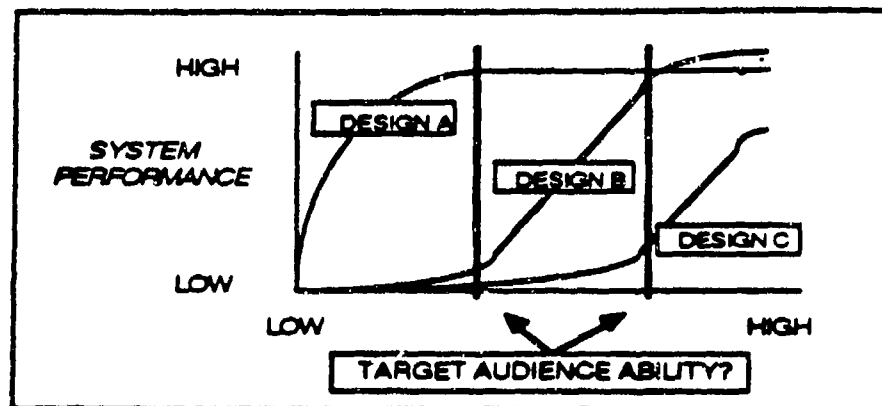 HIGH
DESIGN A
SYSTEM
PERFORMANCE
DESIGN B
DESIGN C
LOW
LOW
HIGH
TARGET AUDIENCE ABILITY?